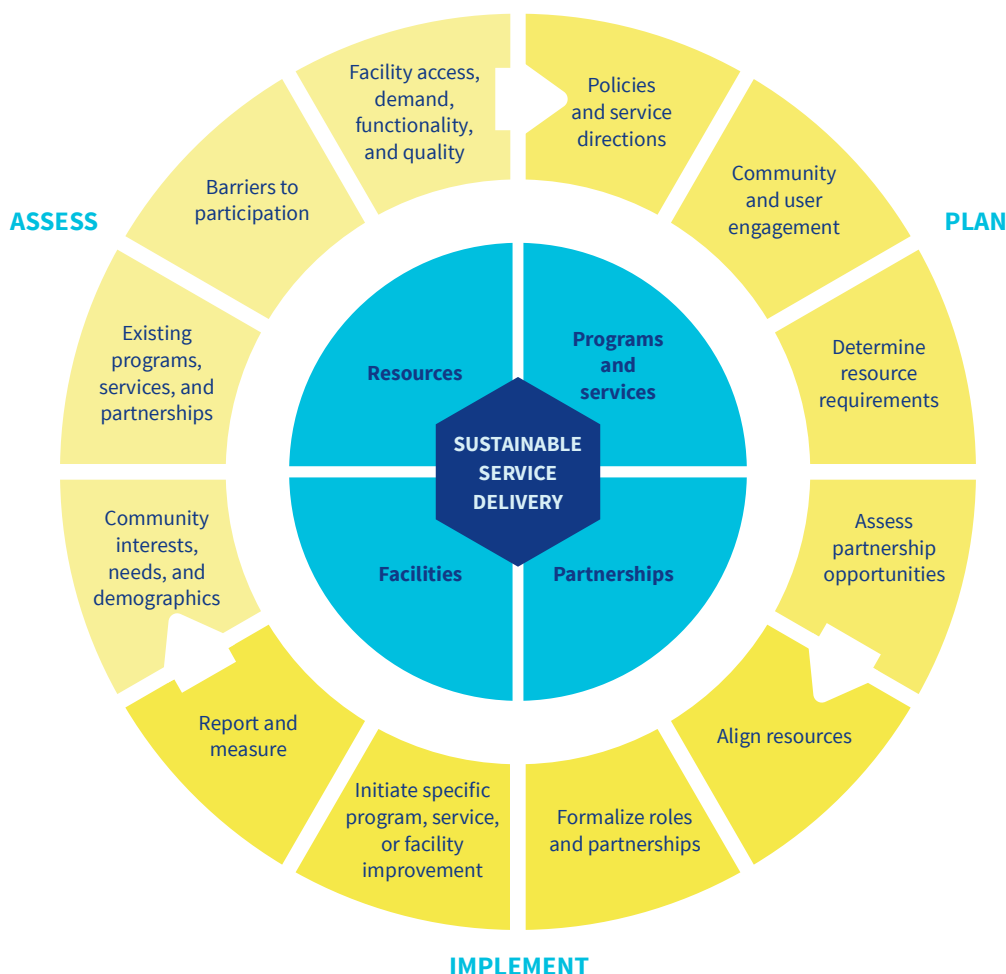 Facility access,
demand,
functionality,
and quality
Policies
and service
directions
Barriers to
participation
Community
and user
engagement
ASSESS
PLAN
Existing
programs,
services, and
partnerships
Resources
Programs
and
services
Determine
resource
requirements
SUSTAINABLE
SERVICE
DELIVERY
Community
interests,
needs, and
demographics
Facilities
Partnerships
Assess
partnership
opportunities
Report and
measure
Align resources
Initiate specific
program, service,
or facility
improvement
Formalize roles
and partnerships
IMPLEMENT